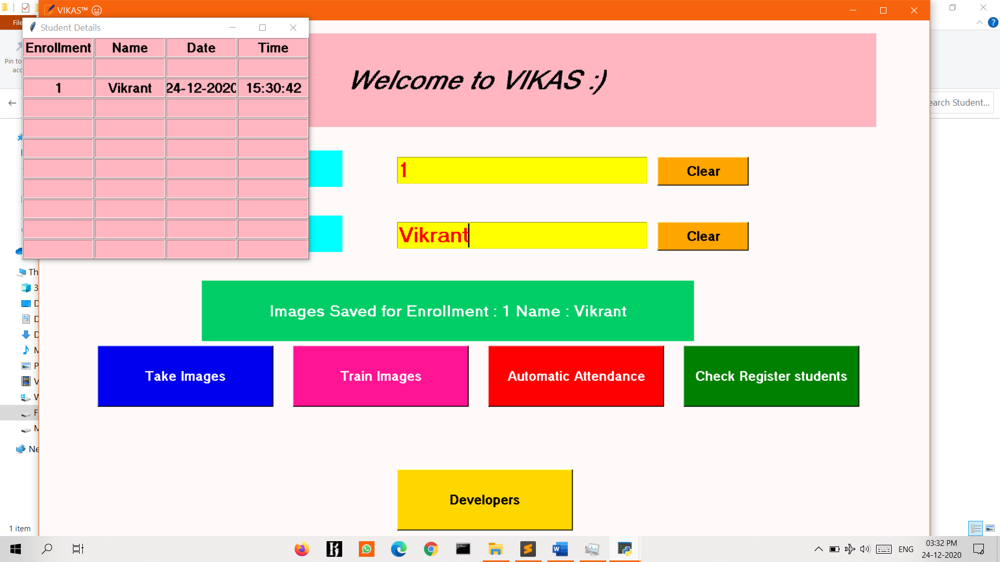 VIKAS™
File
Student Details
Enrollment Name Date Time
1 Vikrant 24-12-2020 15:30:42
Welcome to VIKAS :)
Pin to
acc
earch Student...
1 Clear
Vikrant Clear
Images Saved for Enrollment : 1 Name : Vikrant
Take Images Train Images Automatic Attendance Check Register students
Developers
Th
3
D
D
D
M
P
V
W
F
M
Ne
1 item
ENG
03:32 PM
24-12-2020